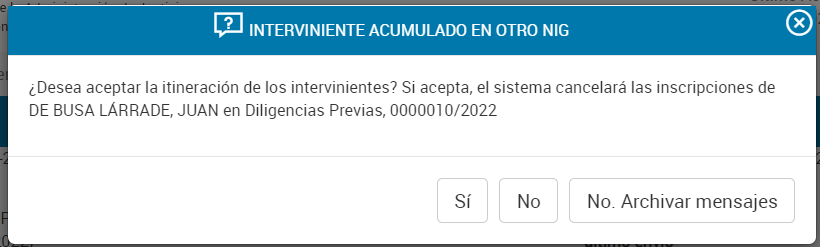 INTERVINIENTE ACUMULADO EN OTRO NIG
¿Desea aceptar la itineración de los intervinientes? Si acepta, el sistema cancelará las inscripciones de
DE BUSA LÁRRADE, JUAN en Diligencias Previas, 0000010/2022
Sí No No. Archivar mensajes